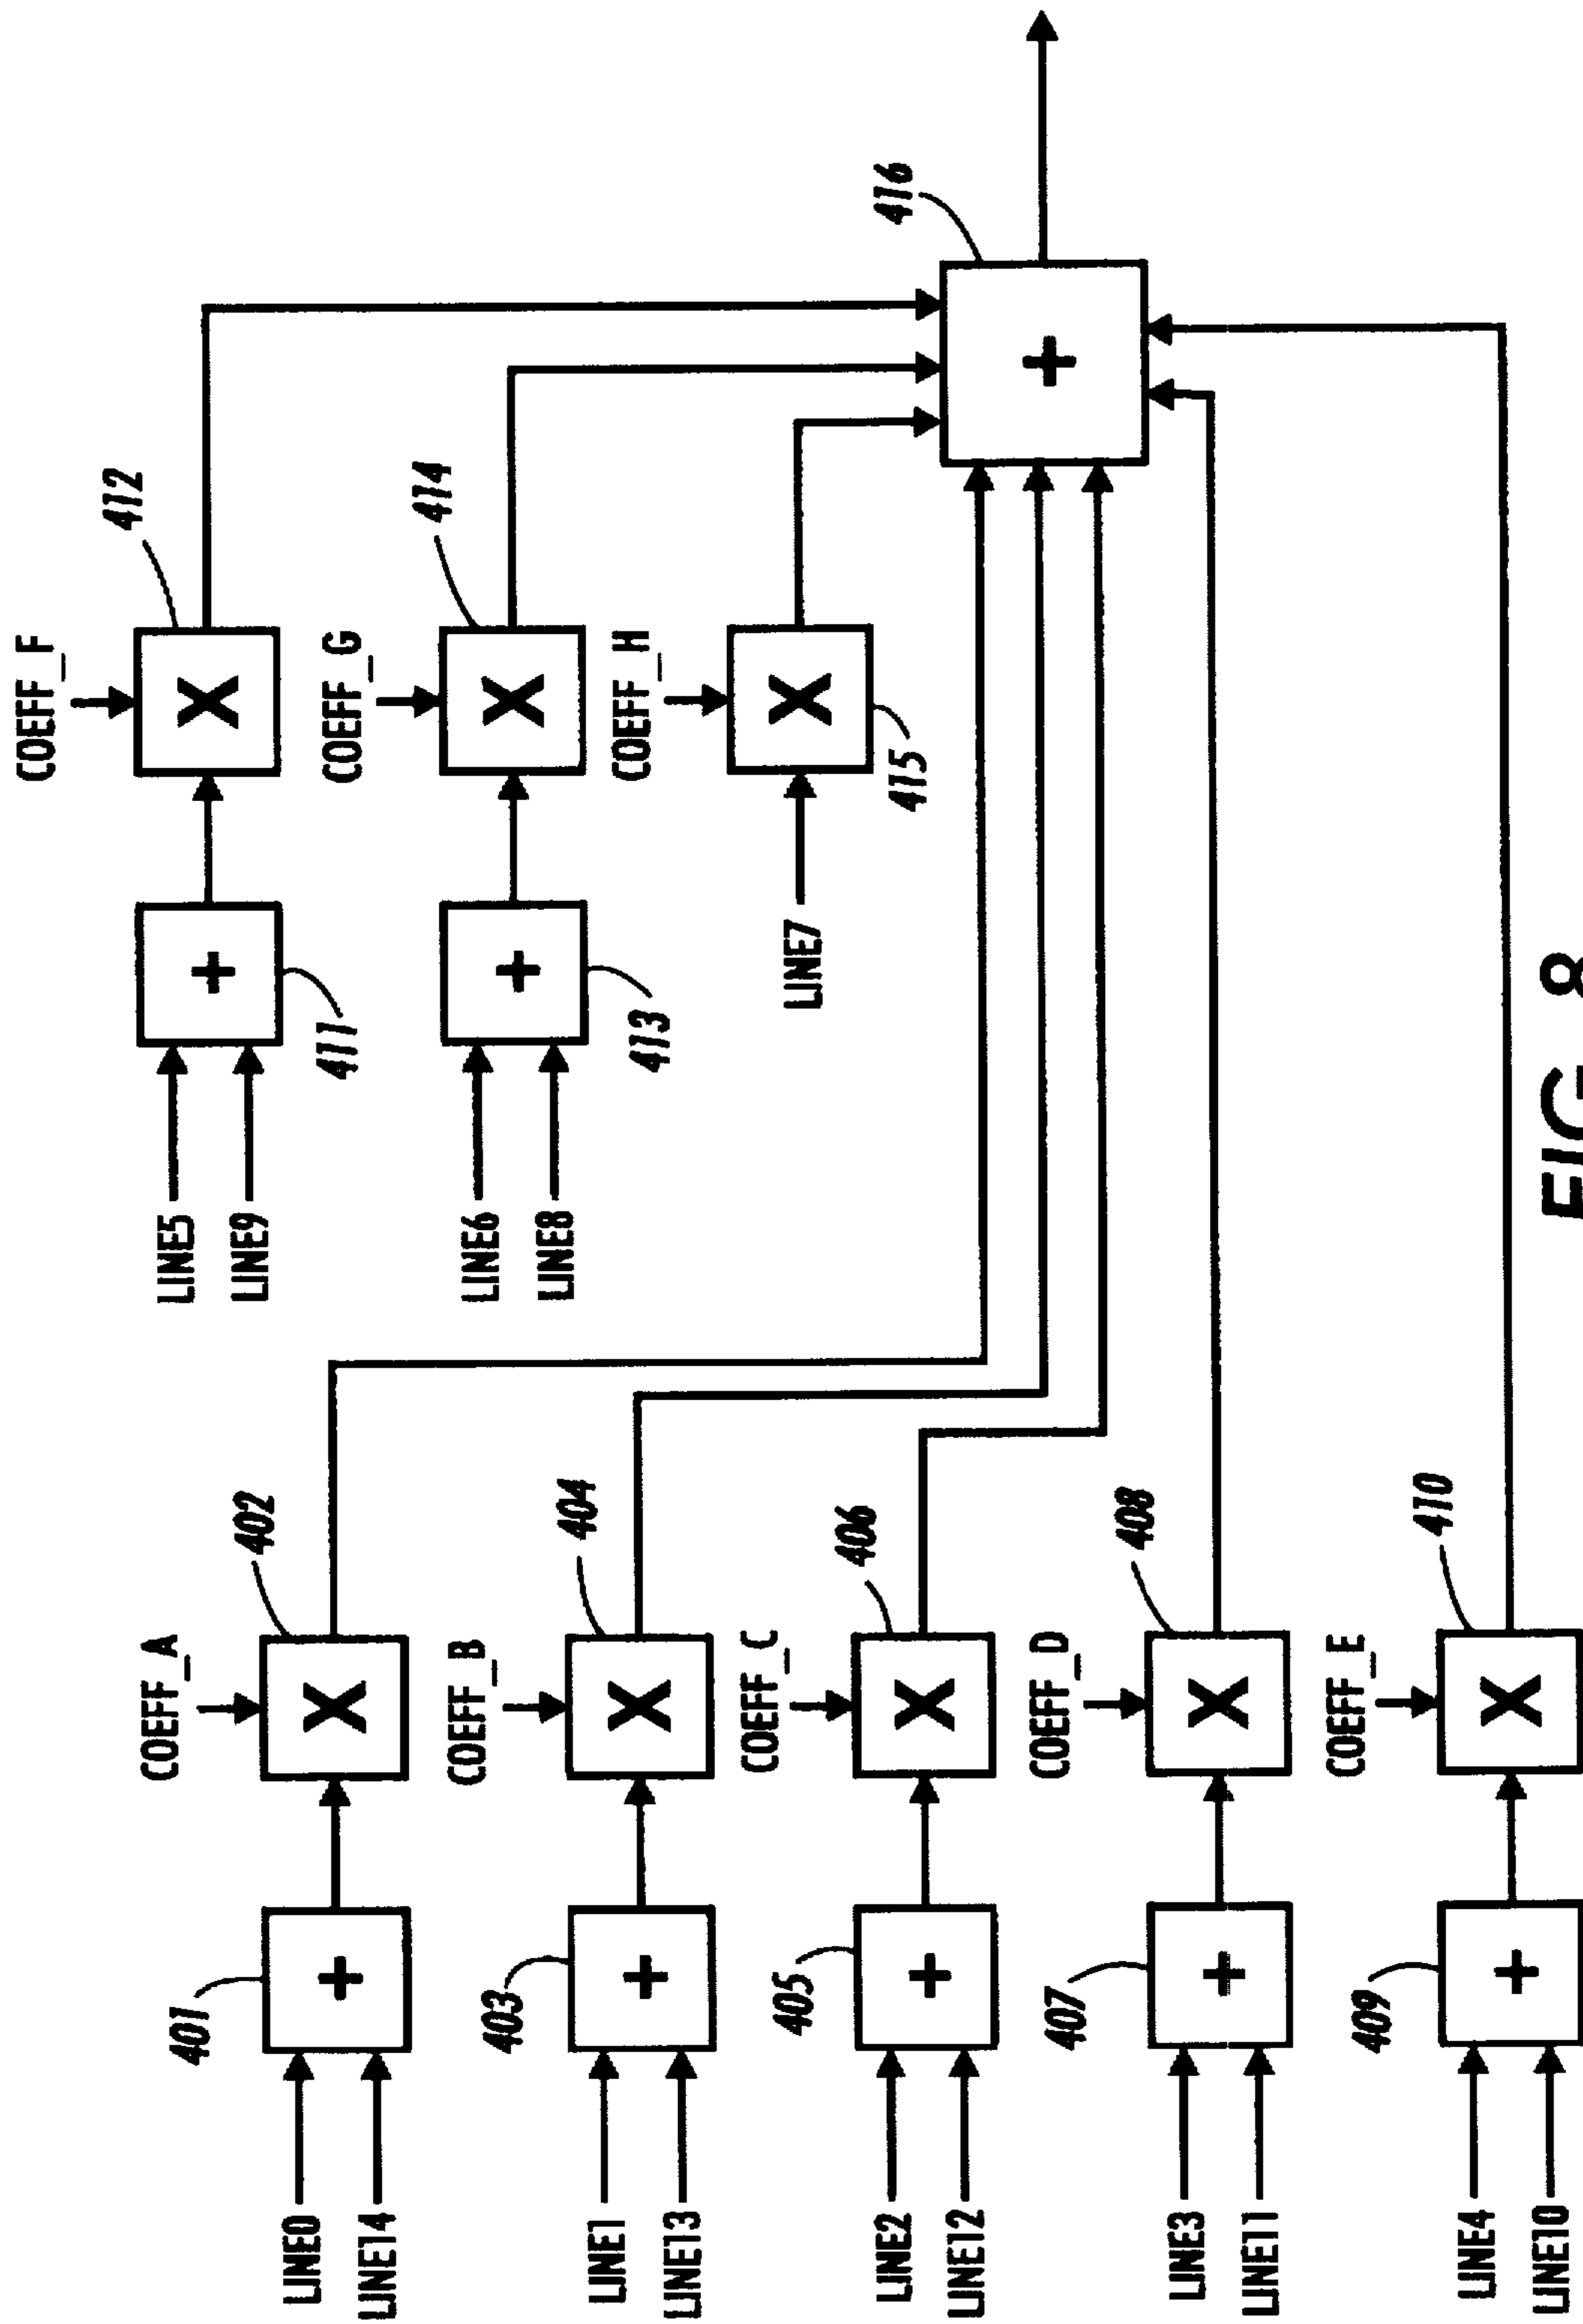 COEFF_F
412
LINE5
LINE9
411
COEFF_G
414
LINE6
LINE8
413
COEFF_H
LINE7
415
416
COEFF_A
402
LINE0
LINE14
401
COEFF_B
404
LINE1
LINE13
403
COEFF_C
406
LINE2
LINE12
405
COEFF_D
408
LINE3
LINE11
407
COEFF_E
410
LINE4
LINE10
409
+
X
+
X
X
+
+
X
+
X
+
X
+
X
+
X
FIG. 8